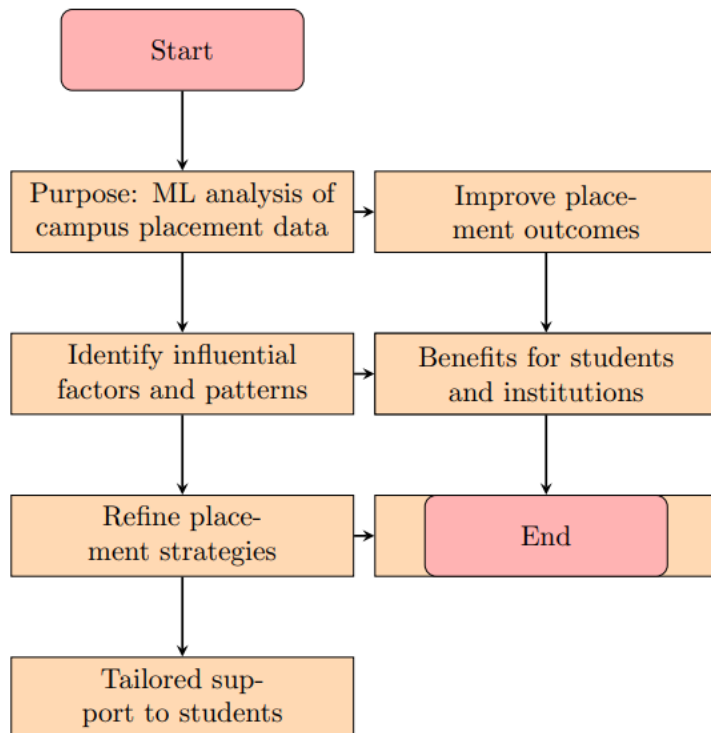 Start
Purpose: ML analysis of
campus placement data
Improve place-
ment outcomes
Identify influential
factors and patterns
Benefits for students
and institutions
Refine place-
ment strategies
End
Tailored sup-
port to students